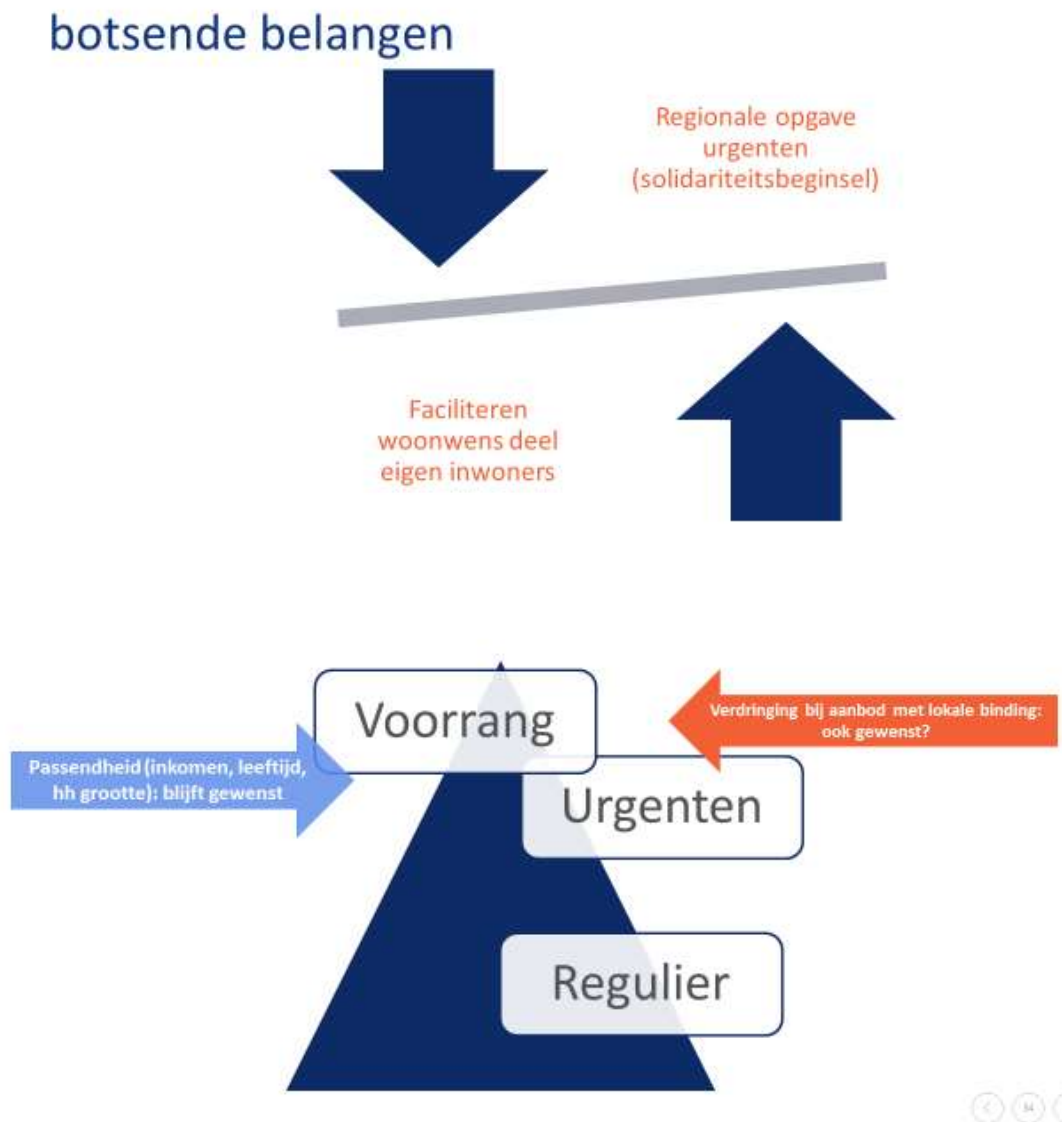 botsende belangen
Regionale opgave
urgenten
(solidariteitsbeginsel)
Faciliteren
woonwens deel
eigen inwoners
Voorrang
Verdringing bij aanbod met lokale binding:
ook gewenst?
Passendheid (inkomen, leeftijd,
hh grootte): blijft gewenst
Urgenten
Regulier